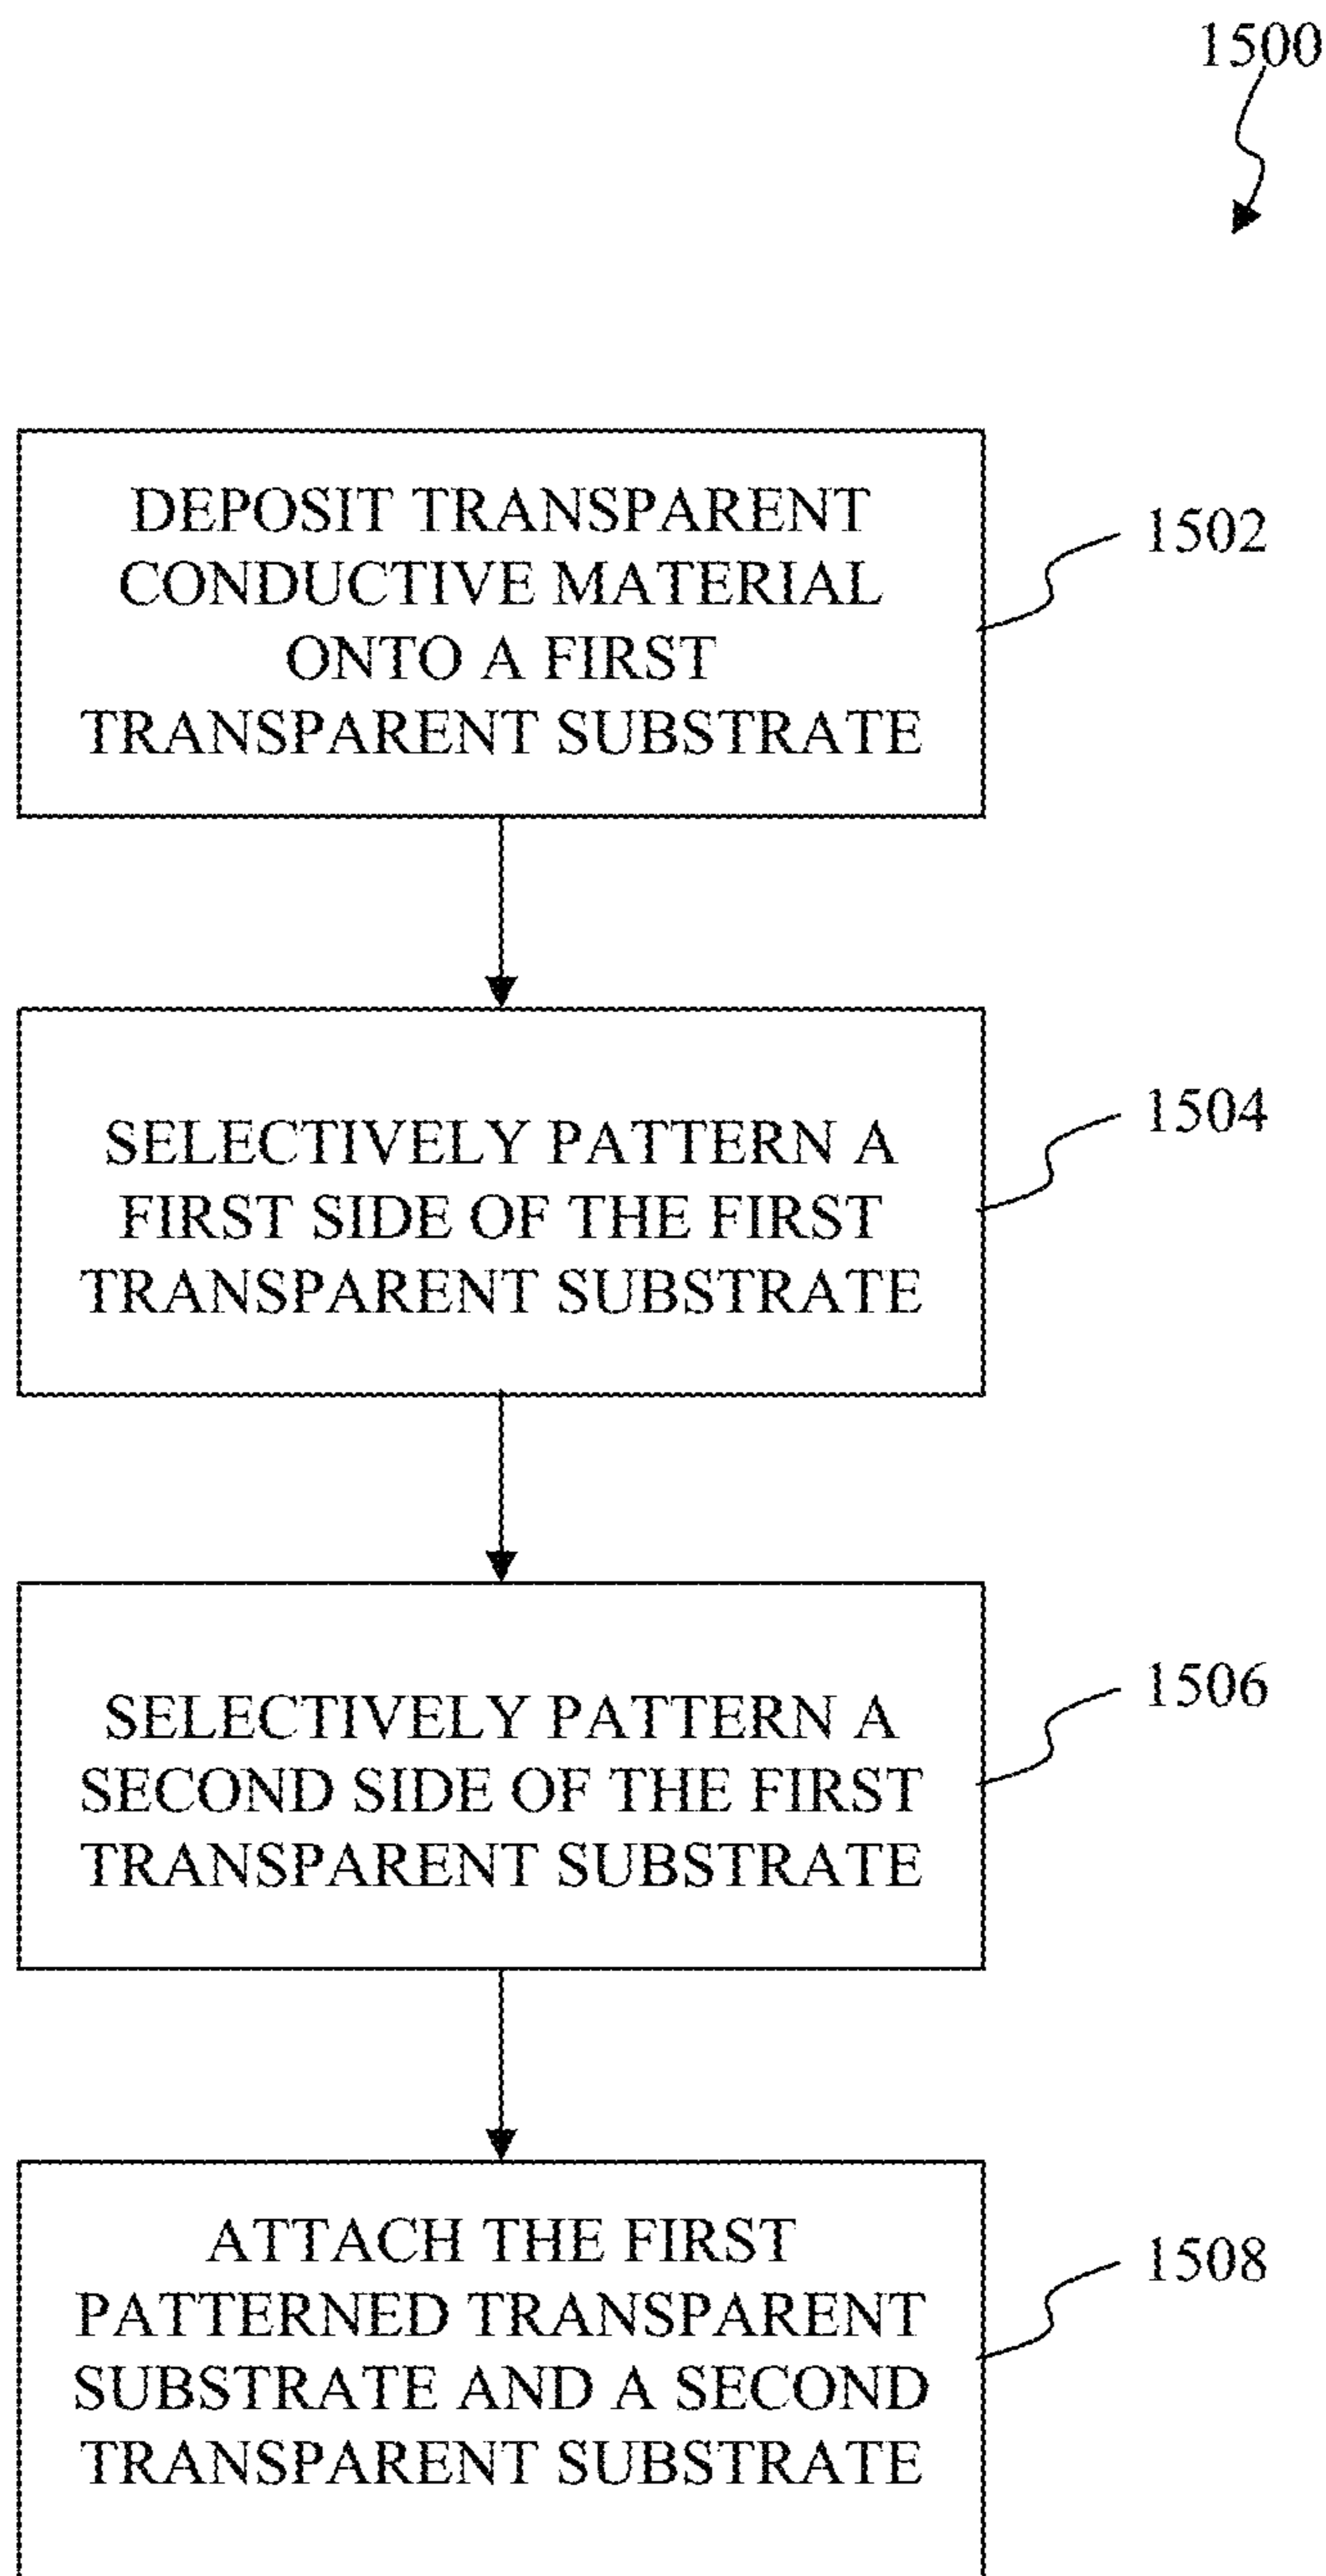 1500
DEPOSIT TRANSPARENT
CONDUCTIVE MATERIAL
ONTO A FIRST
TRANSPARENT SUBSTRATE
1502
SELECTIVELY PATTERN A
FIRST SIDE OF THE FIRST
TRANSPARENT SUBSTRATE
1504
SELECTIVELY PATTERN A
SECOND SIDE OF THE FIRST
TRANSPARENT SUBSTRATE
1506
ATTACH THE FIRST
PATTERNED TRANSPARENT
SUBSTRATE AND A SECOND
TRANSPARENT SUBSTRATE
1508